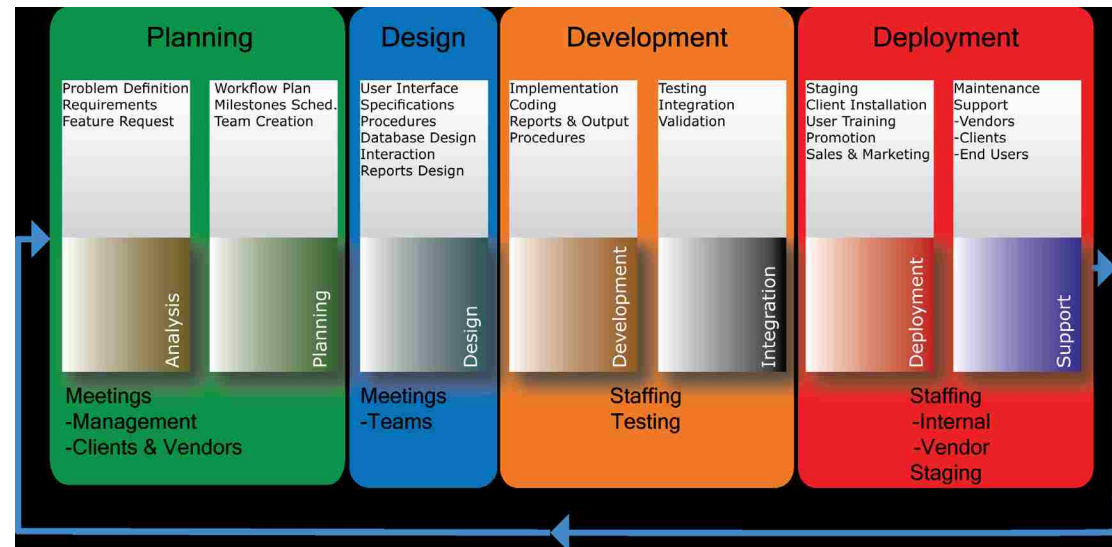 Planning
Problem Definition
Requirements
Feature Request
Analysis
Workflow Plan
Milestones Sched.
Team Creation
Planning
Meetings
-Management
-Clients & Vendors
Design
User Interface
Specifications
Procedures
Database Design
Interaction
Reports Design
Design
Meetings
-Teams
Development
Implementation
Coding
Reports & Output
Procedures
Development
Testing
Integration
Validation
Integration
Staffing
Testing
Deployment
Staging
Client Installation
User Training
Promotion
Sales & Marketing
Deployment
Maintenance
Support
-Vendors
-Clients
-End Users
Support
Staffing
-Internal
-Vendor
Staging